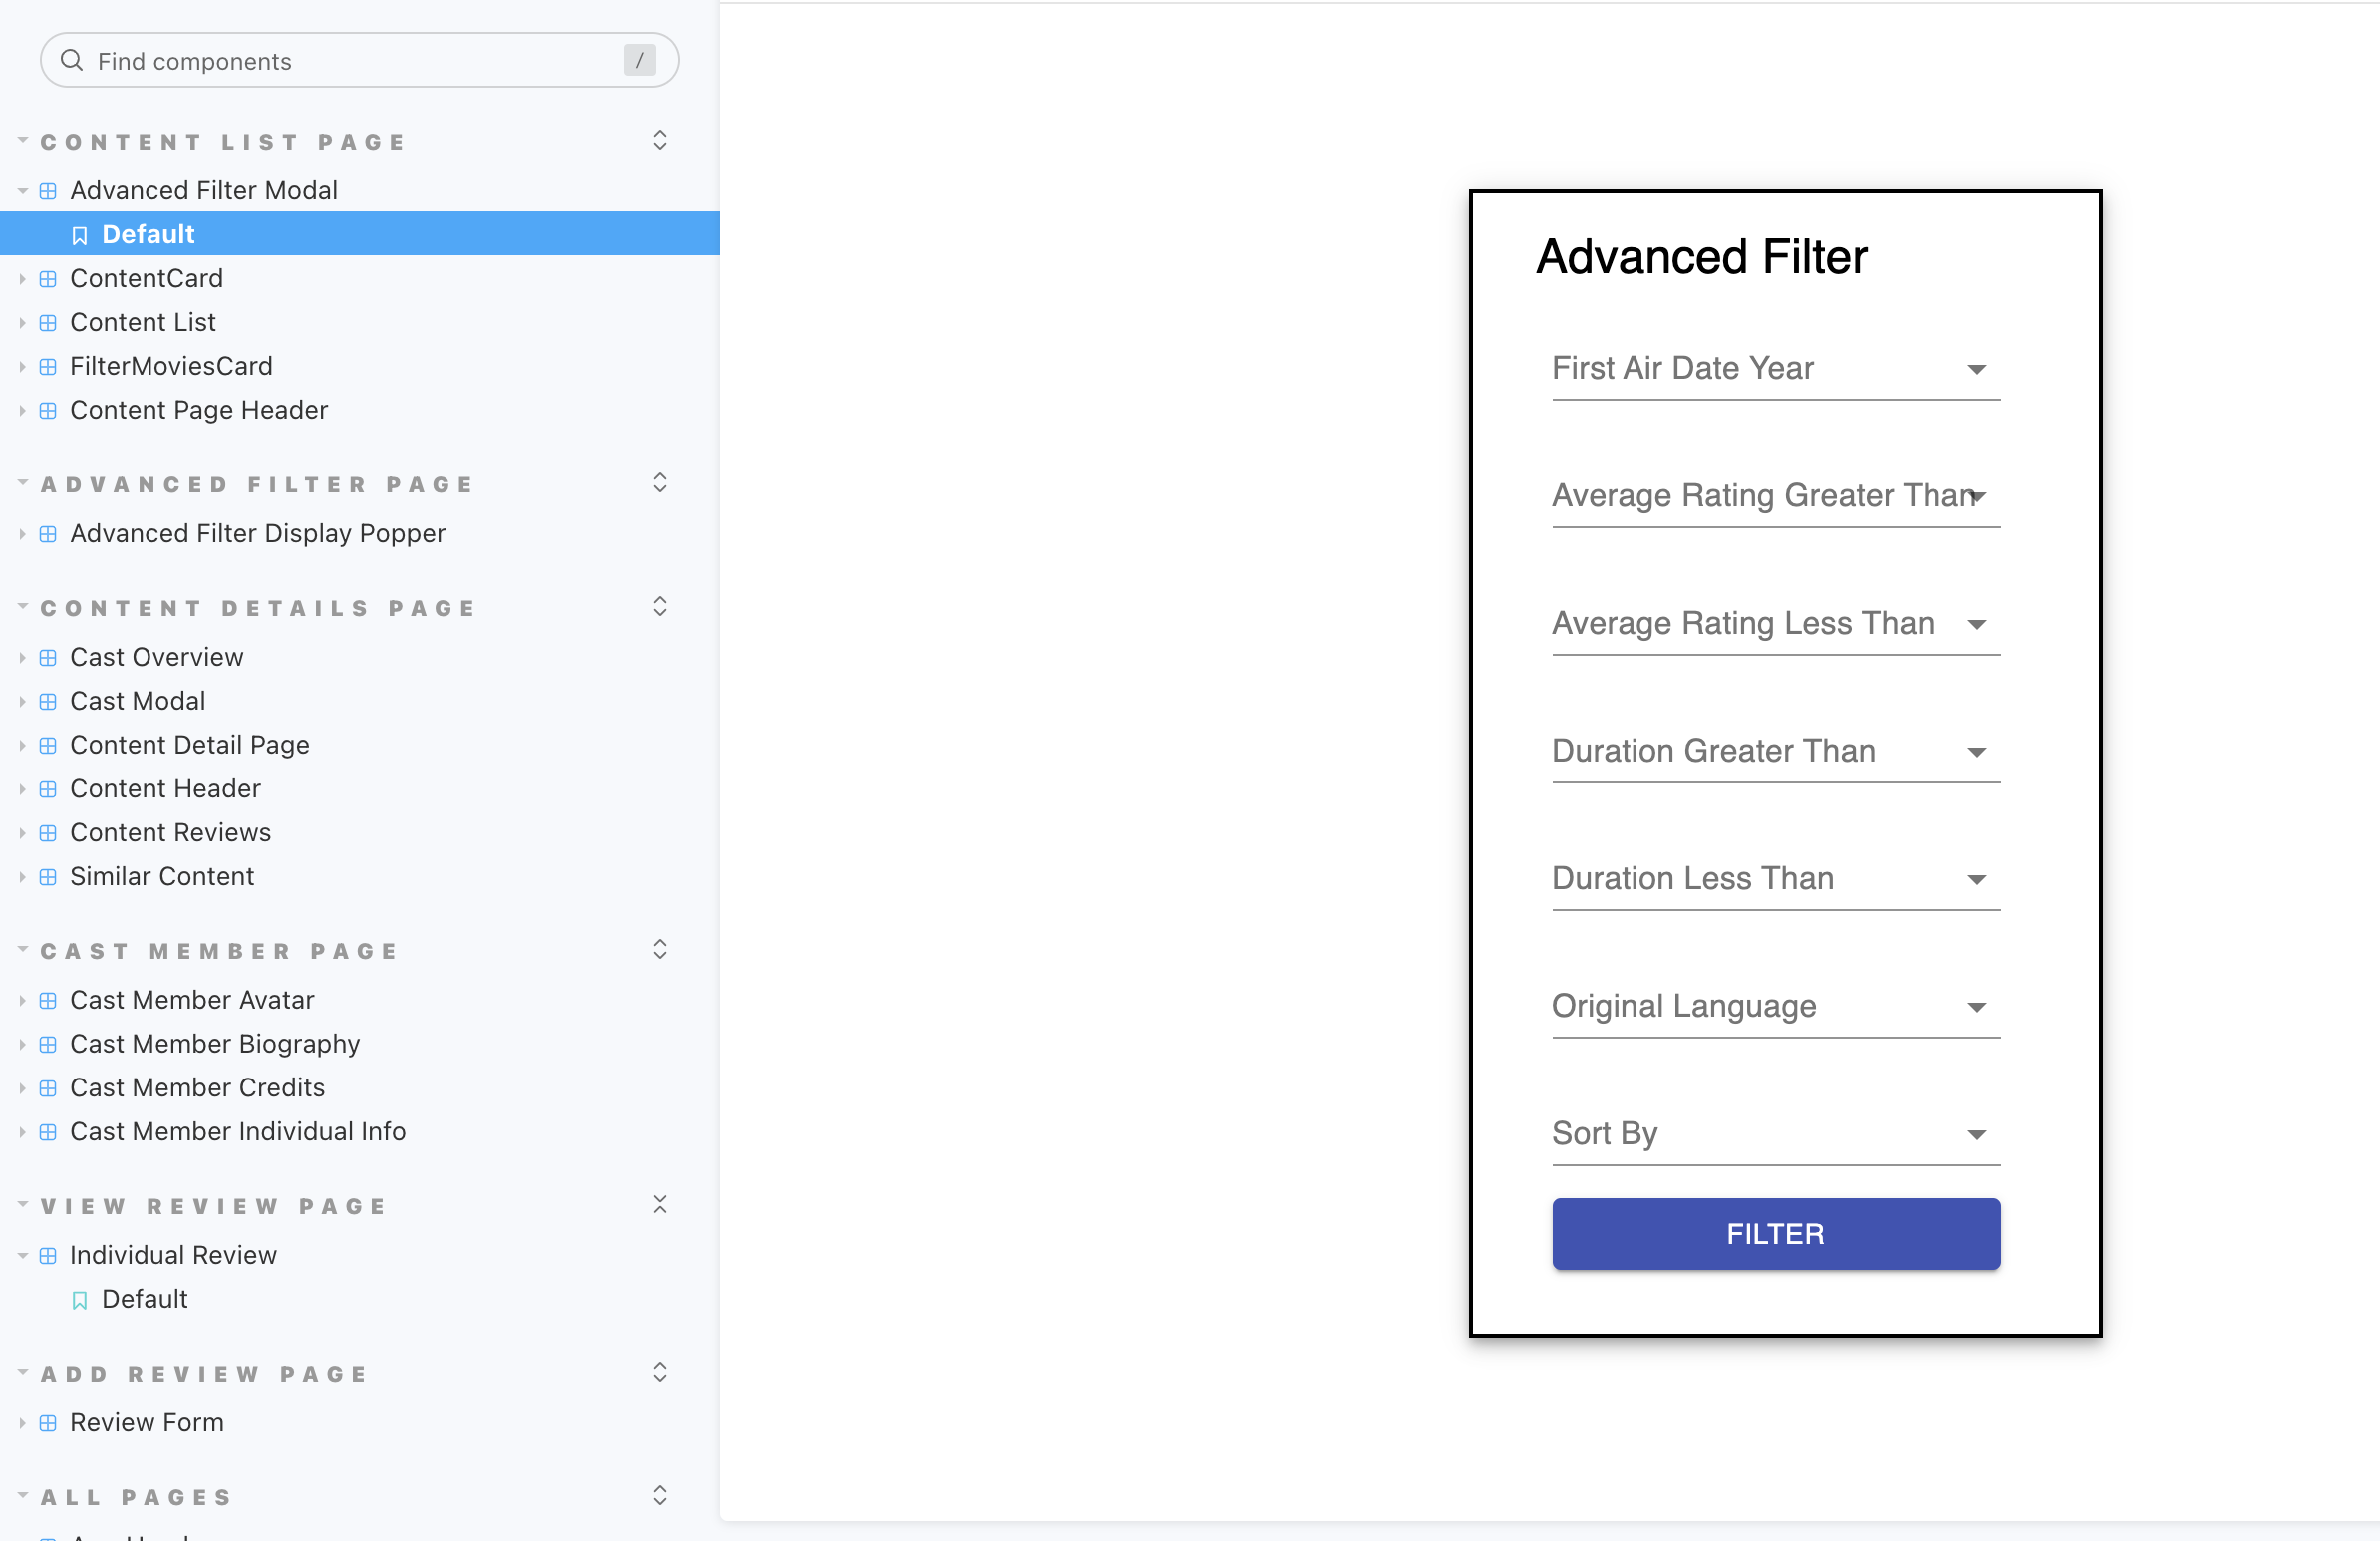 Find components
/
CONTENT LIST PAGE
Advanced Filter Modal
Default
ContentCard
Content List
FilterMoviesCard
Content Page Header
ADVANCED FILTER PAGE
Advanced Filter Display Popper
CONTENT DETAILS PAGE
Cast Overview
Cast Modal
Content Detail Page
Content Header
Content Reviews
Similar Content
CAST MEMBER PAGE
Cast Member Avatar
Cast Member Biography
Cast Member Credits
Cast Member Individual Info
VIEW REVIEW PAGE
Individual Review
Default
ADD REVIEW PAGE
Review Form
ALL PAGES
Advanced Filter
First Air Date Year
Average Rating Greater Than
Average Rating Less Than
Duration Greater Than
Duration Less Than
Original Language
Sort By
FILTER